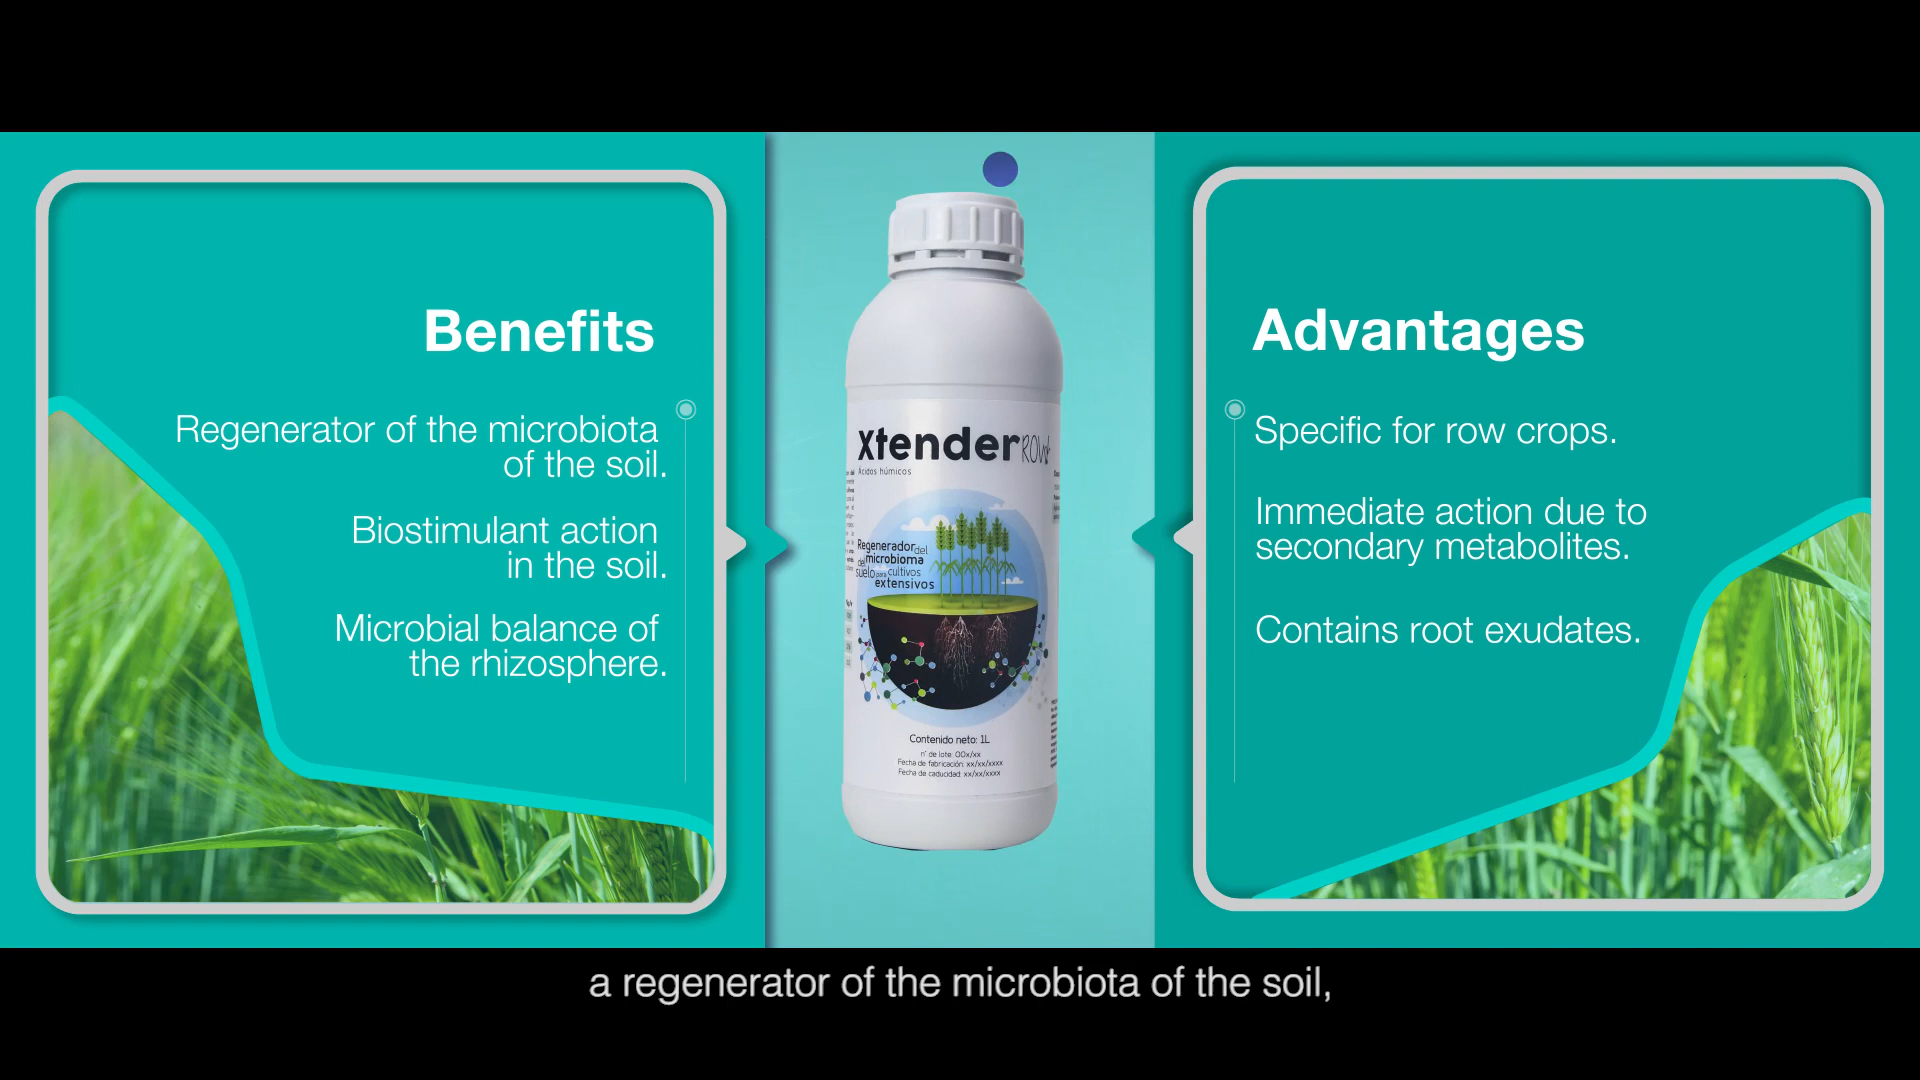 Benefits
Regenerator of the microbiota
of the soil.
Biostimulant action
in the soil.
Microbial balance of
the rhizosphere.
XtenderROW
Ácidos húmicos
Regenerador del
microbioma
del suelo para cultivos
extensivos
Contenido neto: 1L
n° de lote: 00x/xx
Fecha de fabricación: xx/xx/xxxx
Fecha de caducidad: xx/xx/xxxx
Advantages
Specific for row crops.
Immediate action due to
secondary metabolites.
Contains root exudates.
a regenerator of the microbiota of the soil,